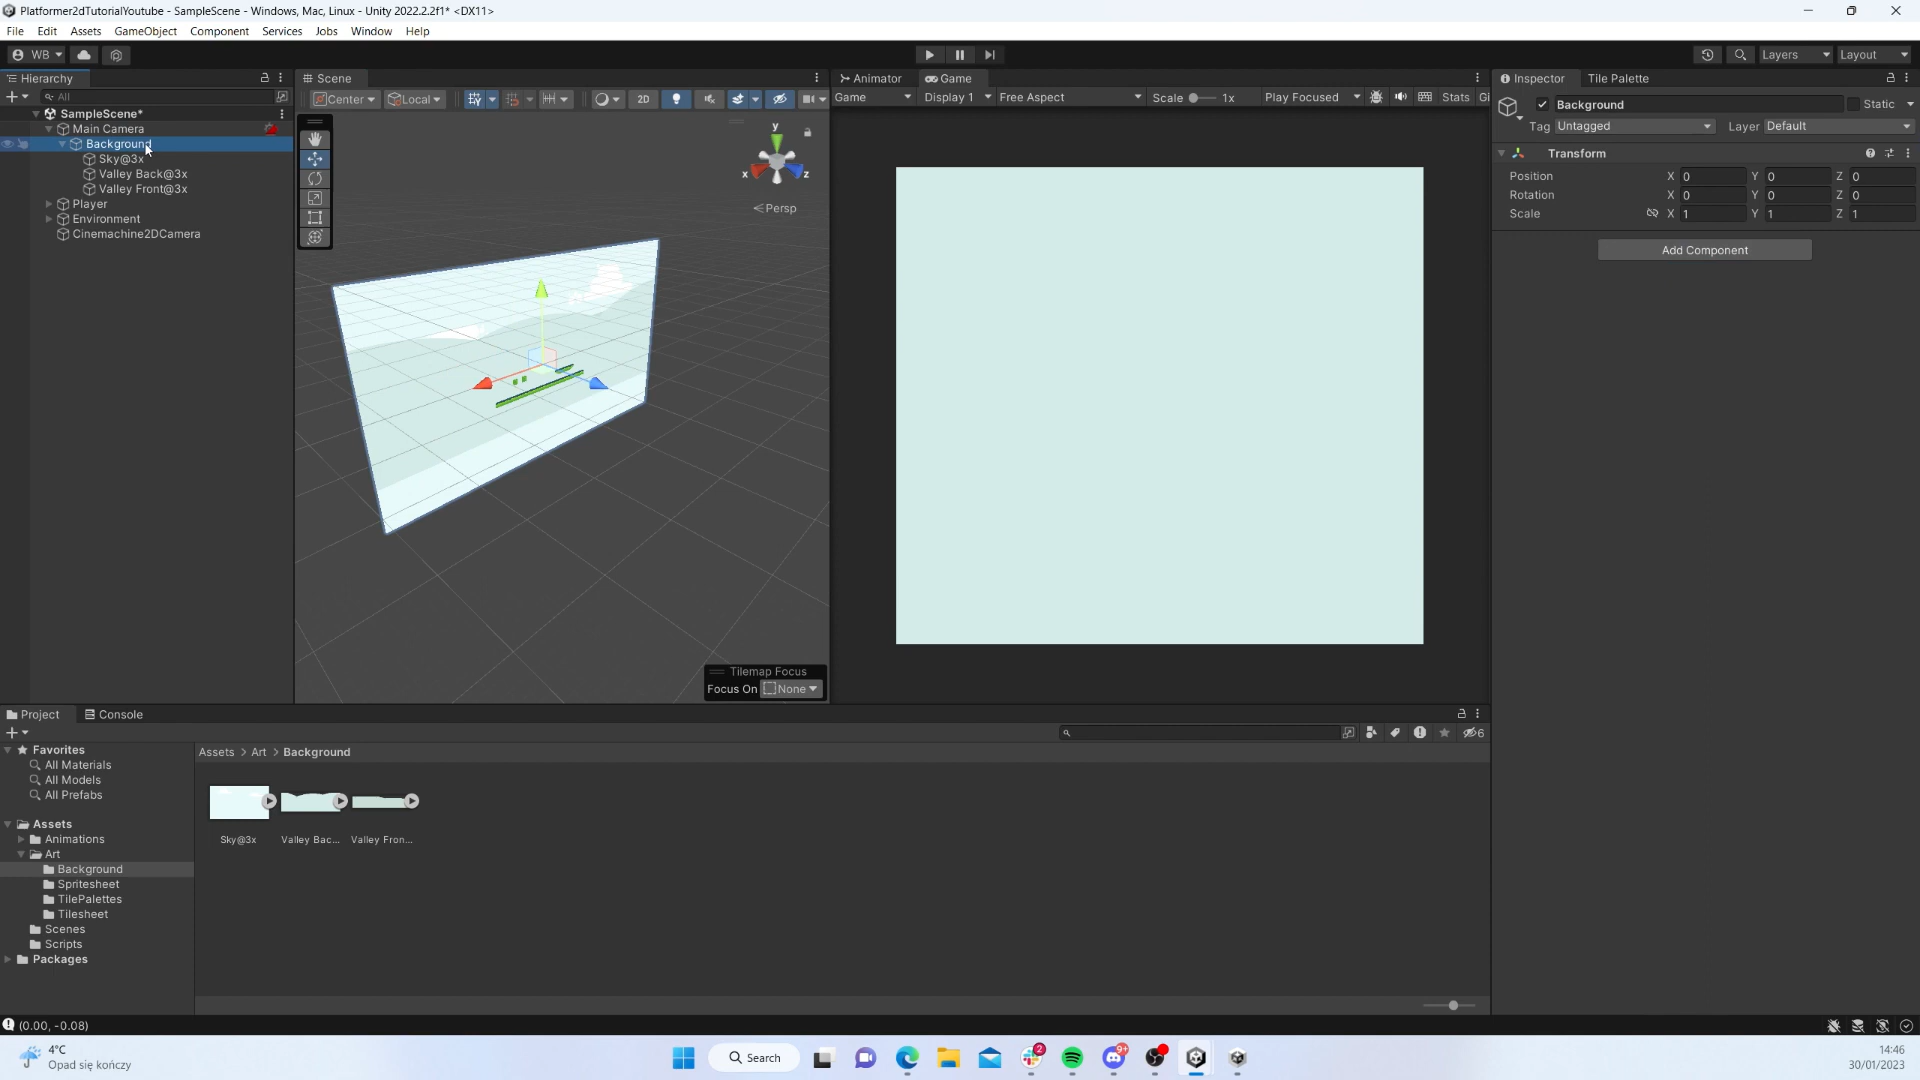 Platformer2dTutorialYoutube - SampleScene - Windows, Mac, Linux - Unity 2022.2.2f1* <DX11>
File Edit Assets GameObject Component Services Jobs Window Help
WB
Layers Layout
Hierarchy
All
SampleScene*
Main Camera
Background
Sky@3x
Valley Back@3x
Valley Front@3x
Player
Environment
Cinemachine2DCamera
Scene
Center Local 2D
y
x
z
< Persp
Tilemap Focus
Focus On None
Animator Game
Game Display 1 Free Aspect Scale 1x Play Focused Stats Gi
Inspector Tile Palette
Background Static
Tag Untagged Layer Default
Transform
Position X 0 Y 0 Z 0
Rotation X 0 Y 0 Z 0
Scale X 1 Y 1 Z 1
Add Component
Project Console
6
Favorites
All Materials
All Models
All Prefabs
Assets
Animations
Art
Background
Spritesheet
TilePalettes
Tilesheet
Scenes
Scripts
Packages
Assets > Art > Background
Sky@3x Valley Bac... Valley Fron...
(0.00, -0.08)
4°C
Opad się kończy
Search
2
9+
14:46
30/01/2023